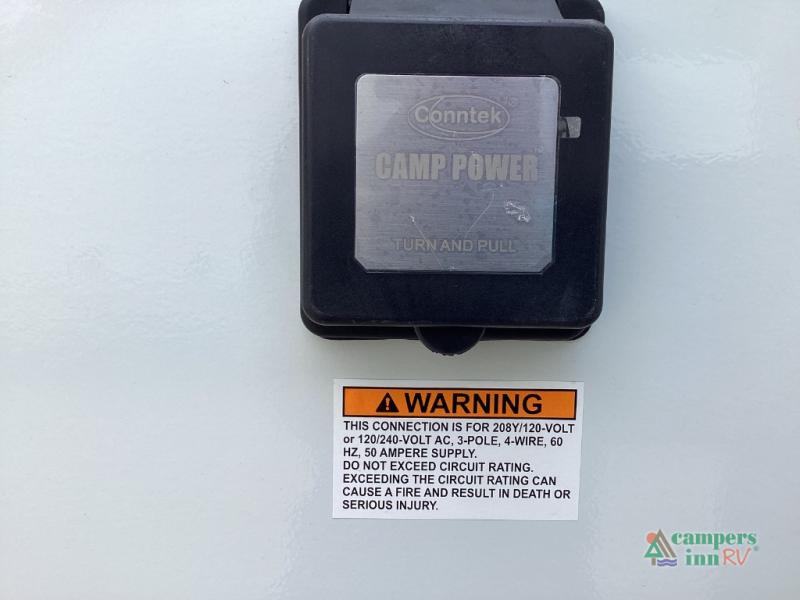 Conntek®
CAMP POWER
TURN AND PULL
WARNING
THIS CONNECTION IS FOR 208Y/120-VOLT
or 120/240-VOLT AC, 3-POLE, 4-WIRE, 60
HZ, 50 AMPERE SUPPLY.
DO NOT EXCEED CIRCUIT RATING.
EXCEEDING THE CIRCUIT RATING CAN
CAUSE A FIRE AND RESULT IN DEATH OR
SERIOUS INJURY.
campers
inn RV®